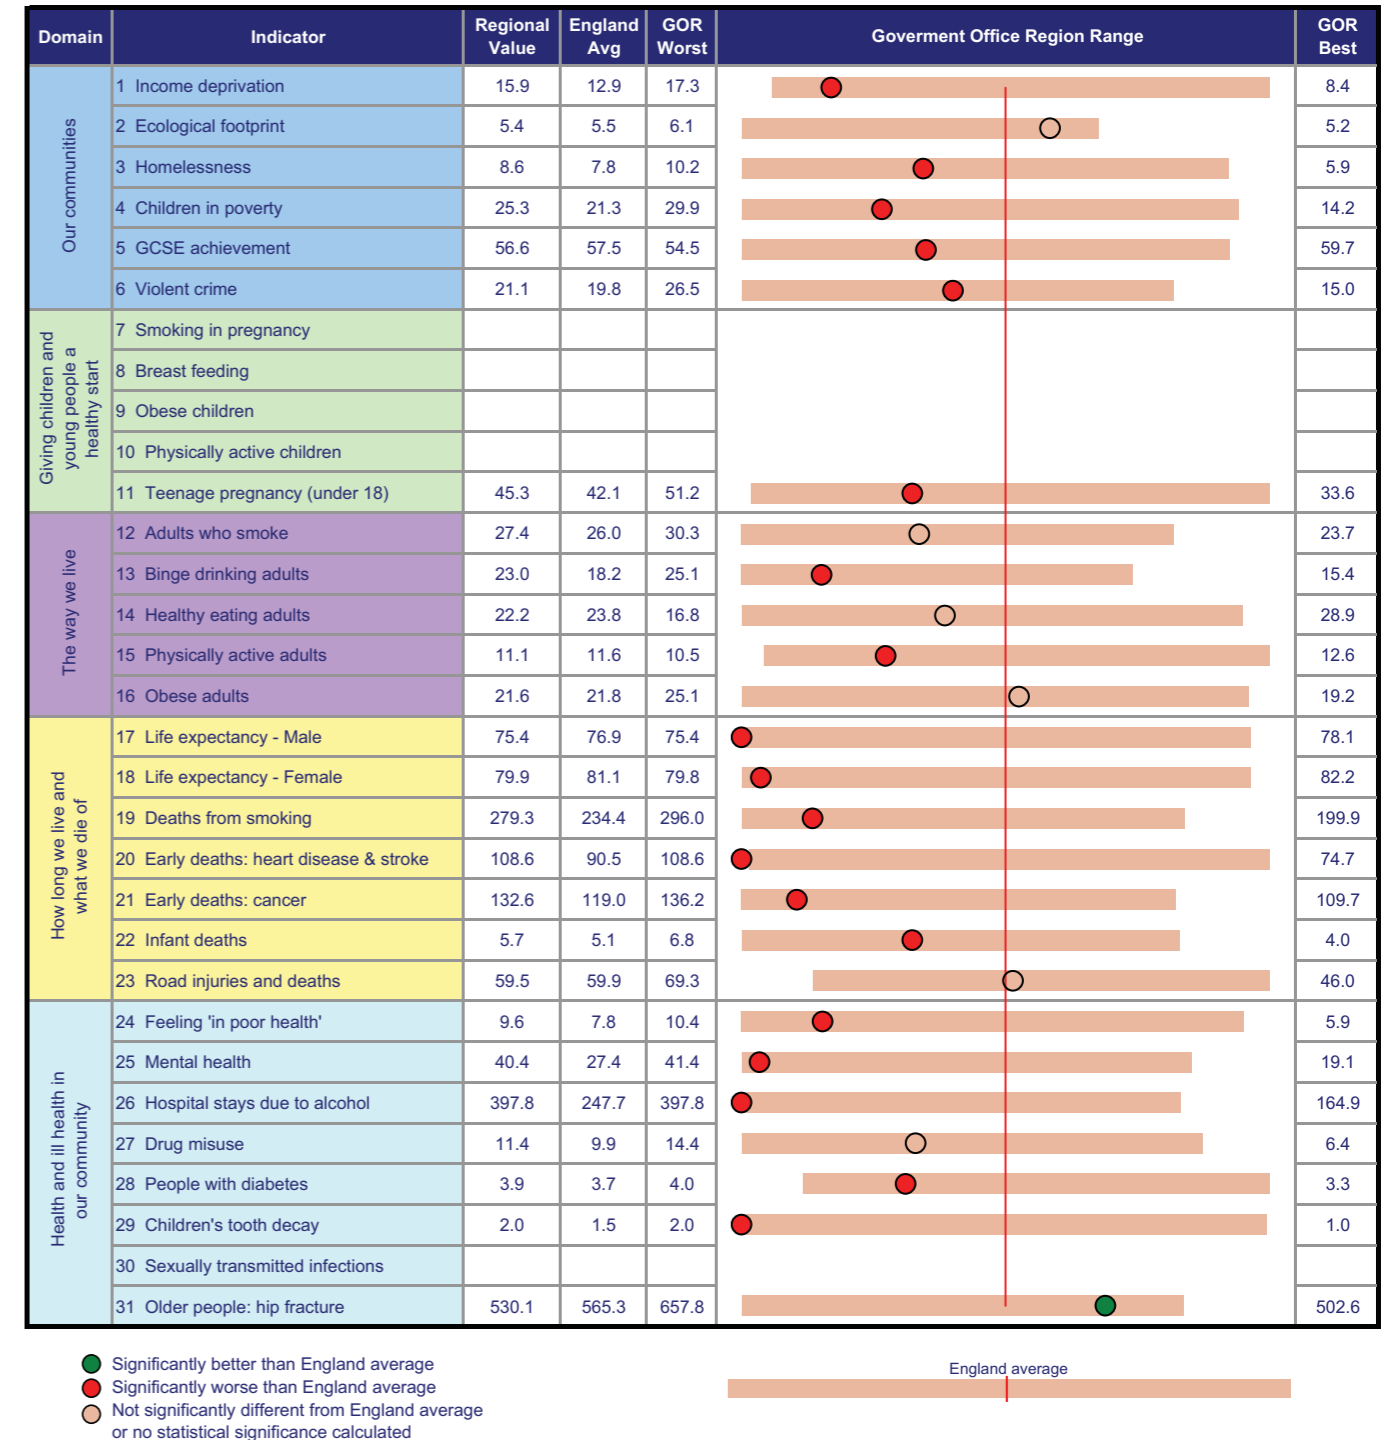 Domain Indicator Regional Value England Avg GOR Worst Goverment Office Region Range GOR Best
Our communities
1 Income deprivation 15.9 12.9 17.3 8.4
2 Ecological footprint 5.4 5.5 6.1 5.2
3 Homelessness 8.6 7.8 10.2 5.9
4 Children in poverty 25.3 21.3 29.9 14.2
5 GCSE achievement 56.6 57.5 54.5 59.7
6 Violent crime 21.1 19.8 26.5 15.0
Giving children and
young people a
healthy start
7 Smoking in pregnancy
8 Breast feeding
9 Obese children
10 Physically active children
11 Teenage pregnancy (under 18) 45.3 42.1 51.2 33.6
The way we live
12 Adults who smoke 27.4 26.0 30.3 23.7
13 Binge drinking adults 23.0 18.2 25.1 15.4
14 Healthy eating adults 22.2 23.8 16.8 28.9
15 Physically active adults 11.1 11.6 10.5 12.6
16 Obese adults 21.6 21.8 25.1 19.2
How long we live and
what we die of
17 Life expectancy - Male 75.4 76.9 75.4 78.1
18 Life expectancy - Female 79.9 81.1 79.8 82.2
19 Deaths from smoking 279.3 234.4 296.0 199.9
20 Early deaths: heart disease & stroke 108.6 90.5 108.6 74.7
21 Early deaths: cancer 132.6 119.0 136.2 109.7
22 Infant deaths 5.7 5.1 6.8 4.0
23 Road injuries and deaths 59.5 59.9 69.3 46.0
Health and ill health in
our community
24 Feeling 'in poor health' 9.6 7.8 10.4 5.9
25 Mental health 40.4 27.4 41.4 19.1
26 Hospital stays due to alcohol 397.8 247.7 397.8 164.9
27 Drug misuse 11.4 9.9 14.4 6.4
28 People with diabetes 3.9 3.7 4.0 3.3
29 Children's tooth decay 2.0 1.5 2.0 1.0
30 Sexually transmitted infections
31 Older people: hip fracture 530.1 565.3 657.8 502.6
Significantly better than England average
Significantly worse than England average
Not significantly different from England average
or no statistical significance calculated
England average